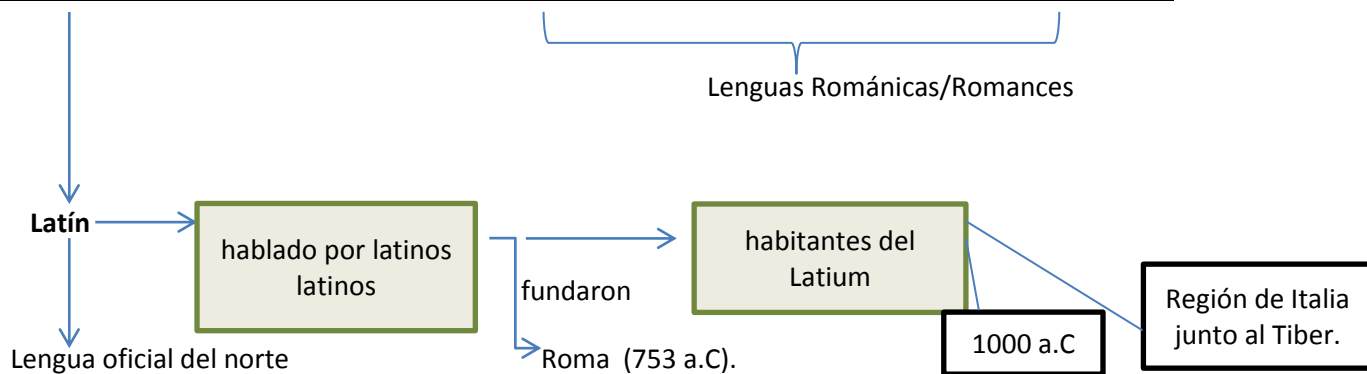 Lenguas Románicas/Romances
Latín
hablado por latinos
latinos
fundaron
habitantes del
Latium
Región de Italia
junto al Tiber.
1000 a.C
Lengua oficial del norte
Roma (753 a.C).